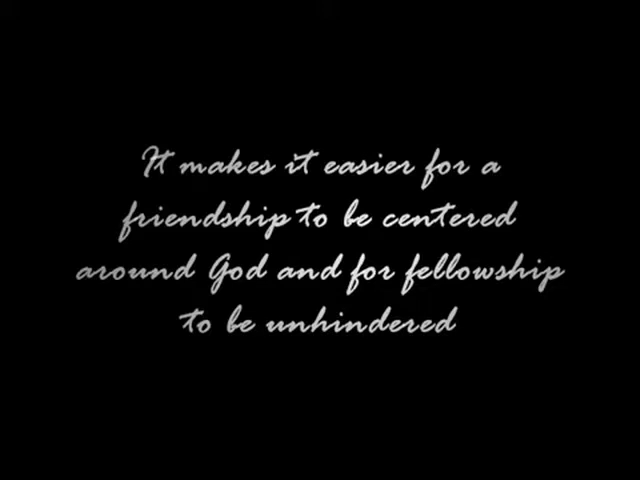 It makes it easier for a
friendship to be centered
around God and for fellowship
to be unhindered